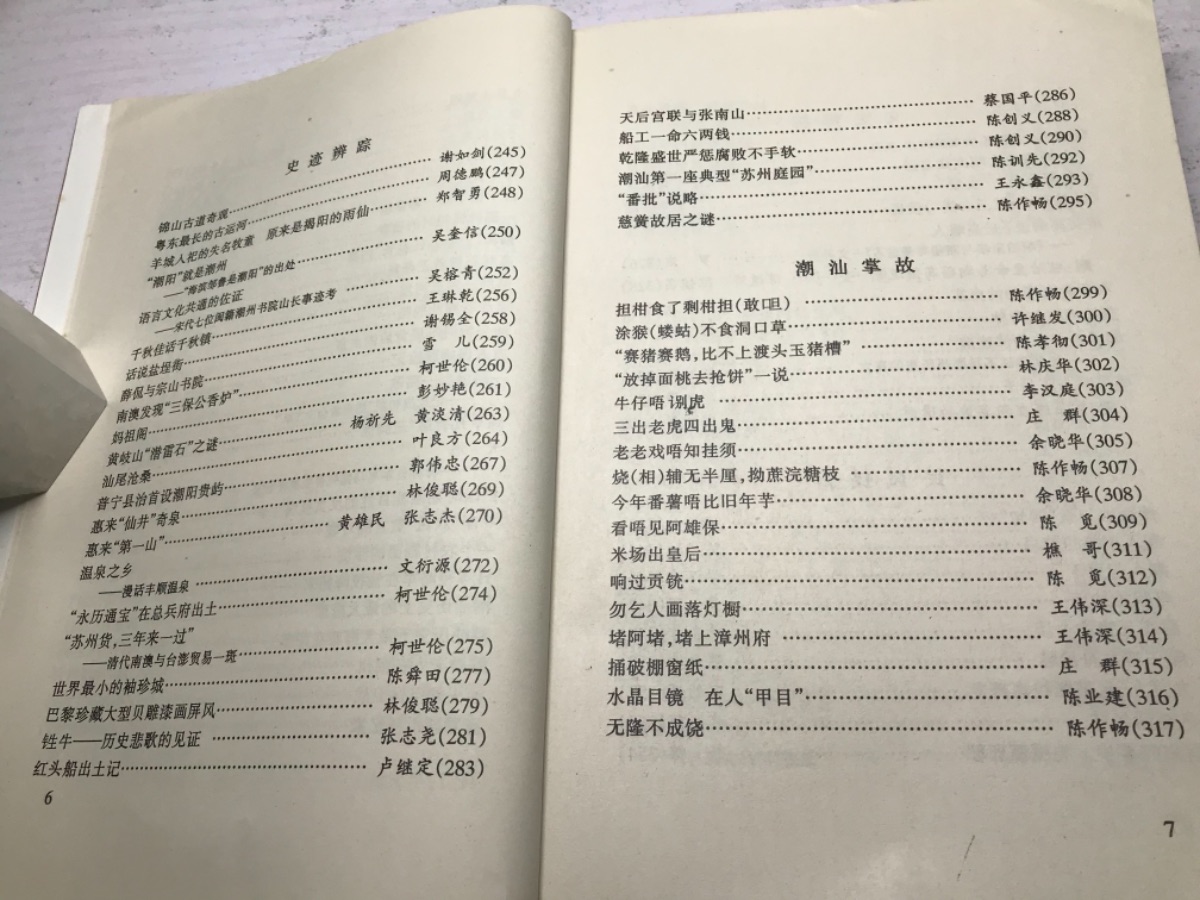 史迹辨踪
锦山古道奇观……谢如剑(245)
粤东最长的古运河……周德鹏(247)
羊城人祀的失名牧童 原来是揭阳的雨仙……郑智勇(248)
“潮阳”就是潮州
——“海滨邹鲁是潮阳”的出处……吴奎信(250)
语言文化共通的佐证
——宋代七位闽籍潮州书院山长事迹考……吴榕青(252)
千秋佳话千秋镇……王琳乾(256)
话说盐埕街……谢锡全(258)
薛侃与宗山书院……雪 儿(259)
南澳发现“三保公香炉”……柯世伦(260)
妈祖阁……彭妙艳(261)
黄岐山“潜雷石”之谜……杨祈先 黄淡清(263)
汕尾沧桑……叶良方(264)
普宁县治首设潮阳贵屿……郭伟忠(267)
惠来“仙井”奇泉……林俊聪(269)
惠来“第一山”……黄雄民 张志杰(270)
温泉之乡
——漫话丰顺温泉……文衍源(272)
“永历通宝”在总兵府出土……柯世伦(274)
“苏州货,三年来一过”
——清代南澳与台澎贸易一斑……柯世伦(275)
世界最小的袖珍城……陈舜田(277)
巴黎珍藏大型贝雕漆画屏风……林俊聪(279)
牲牛——历史悲歌的见证……张志尧(281)
红头船出土记……卢继定(283)
6
天后宫联与张南山……蔡国平(286)
船工一命六两钱……陈创义(288)
乾隆盛世严惩腐败不手软……陈创义(290)
潮汕第一座典型“苏州庭园”……陈训先(292)
“番批”说略……王永鑫(293)
慈黉故居之谜……陈作畅(295)
潮汕掌故
担柑食了剩柑担(敢呾)……陈作畅(299)
涂猴(蝼蛄)不食洞口草……许继发(300)
“赛猪赛鹅,比不上渡头玉猪槽”……陈孝彻(301)
“放掉面桃去抢饼”一说……林庆华(302)
牛仔唔𧦭虎……李汉庭(303)
三出老虎四出鬼……庄 群(304)
老老戏唔知挂须……余晓华(305)
烧(相)辅无半厘,拗蔗浣糖枝……陈作畅(307)
今年番薯唔比旧年芋……余晓华(308)
看唔见阿雄保……陈 觅(309)
米场出皇后……樵 哥(311)
响过贡铳……陈 觅(312)
勿乞人画落灯橱……王伟深(313)
堵阿堵,堵上漳州府……王伟深(314)
捅破棚窗纸……庄 群(315)
水晶目镜 在人“甲目”……陈业建(316)
无隆不成饶……陈作畅(317)
7